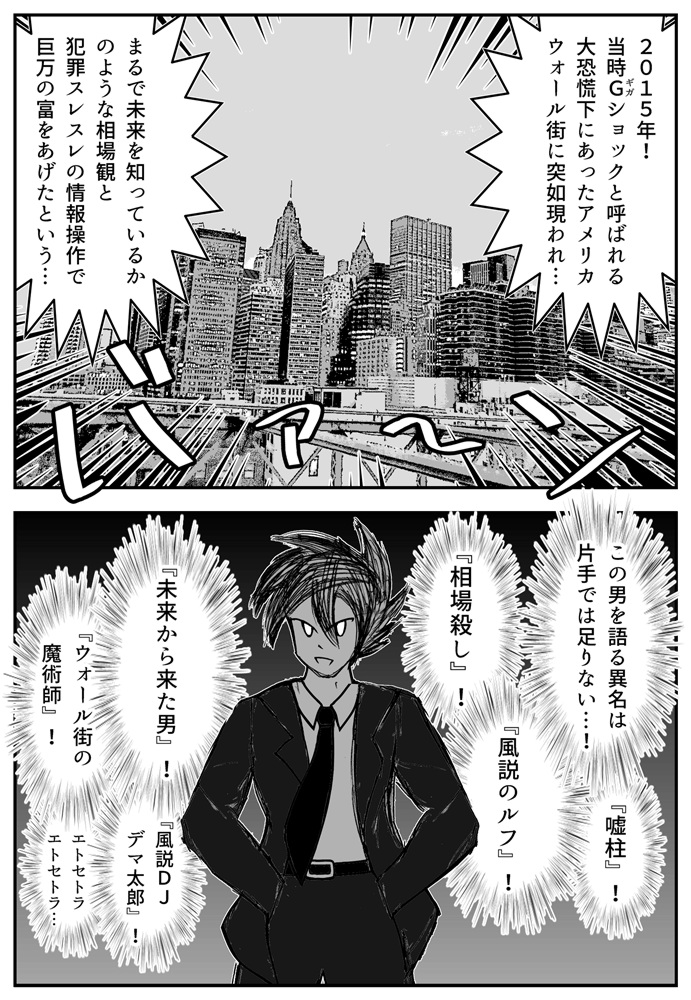 2015年!
当時Gショックと呼ばれる
ギガ
大恐慌下にあったアメリカ
ウォール街に突如現われ…
まるで未来を知っているか
のような相場観と
犯罪スレスレの情報操作で
巨万の富をあげたという…
ドジァ〜ン
この男を語る異名は
片手では足りない…!
『嘘柱』!
『相場殺し』!
『風説のルフ』!
『未来から来た男』!
『風説DJ
デマ太郎』!
『ウォール街の
魔術師』!
エトセトラ
エトセトラ…